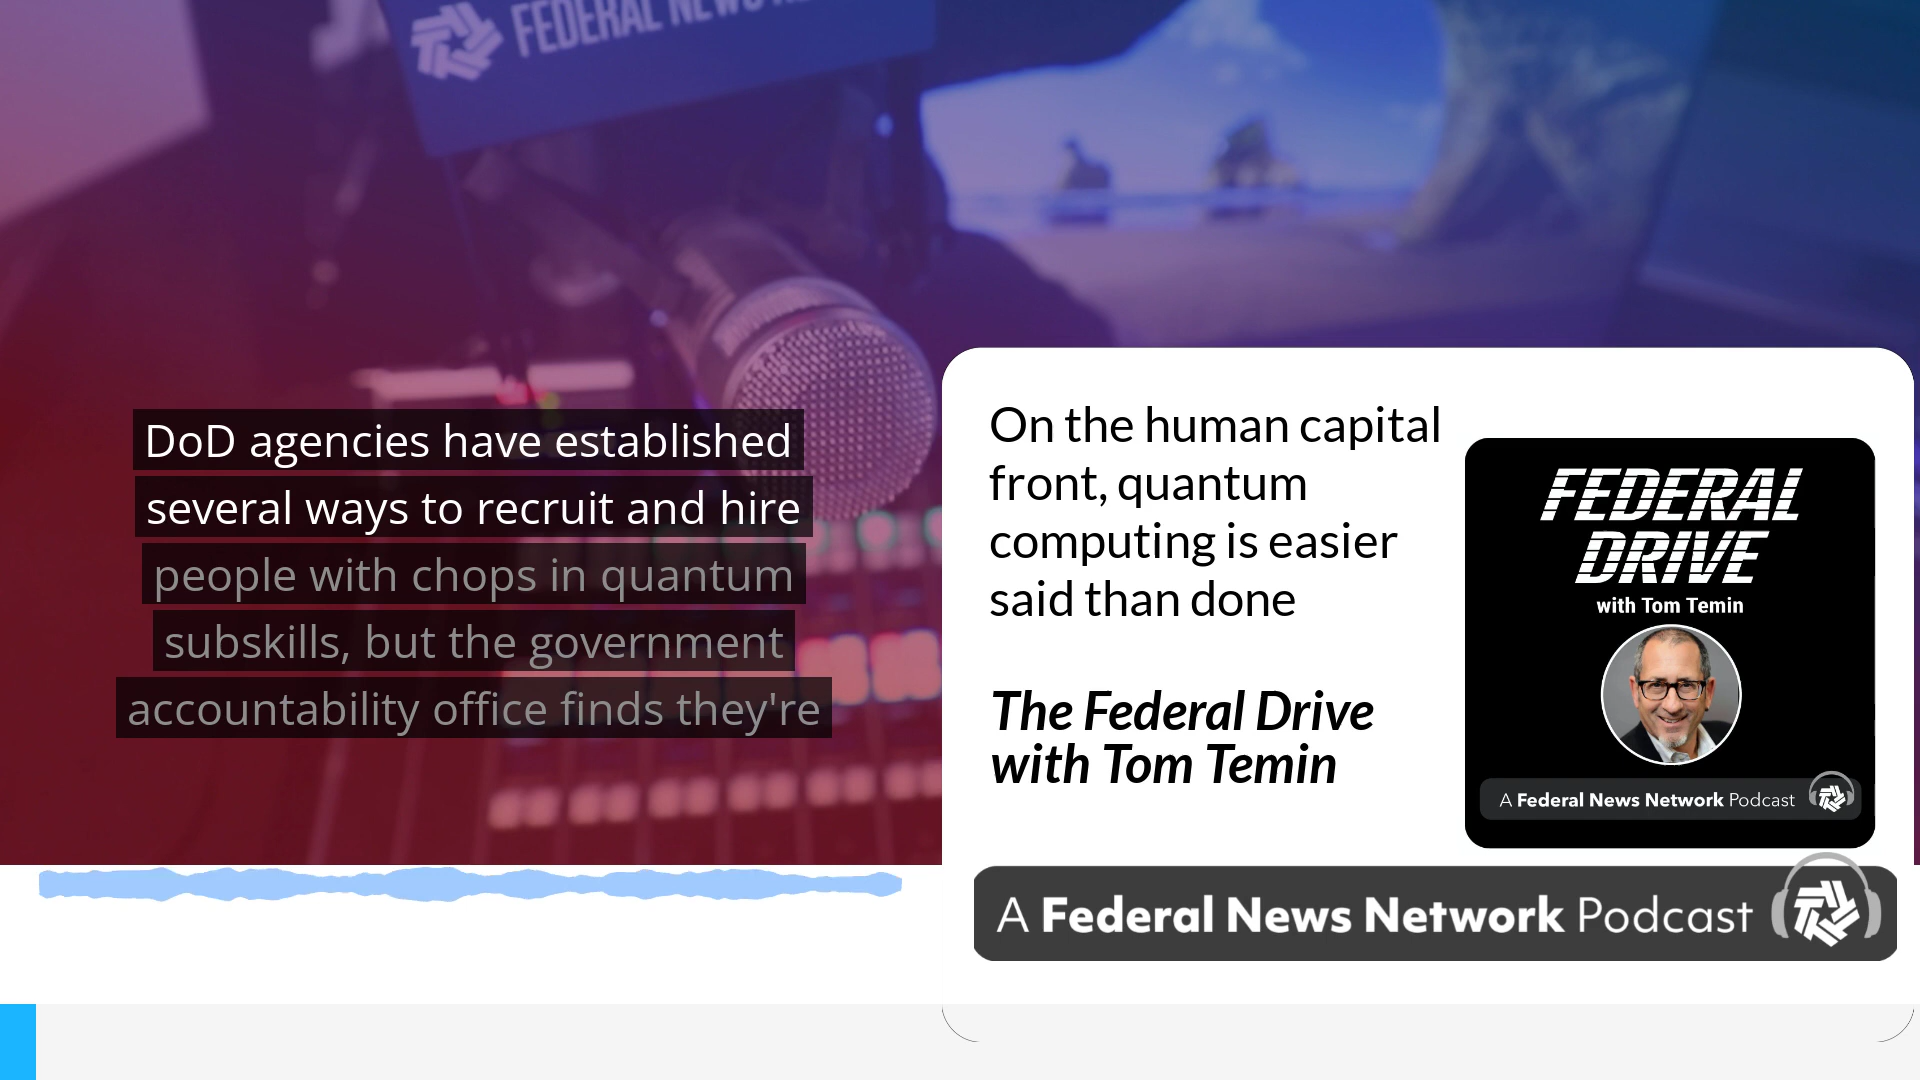 FEDERAL NEWS
DoD agencies have established
several ways to recruit and hire
people with chops in quantum
subskills, but the government
accountability office finds they're
On the human capital
front, quantum
computing is easier
said than done
The Federal Drive
with Tom Temin
FEDERAL
DRIVE
with Tom Temin
A Federal News Network Podcast
A Federal News Network Podcast